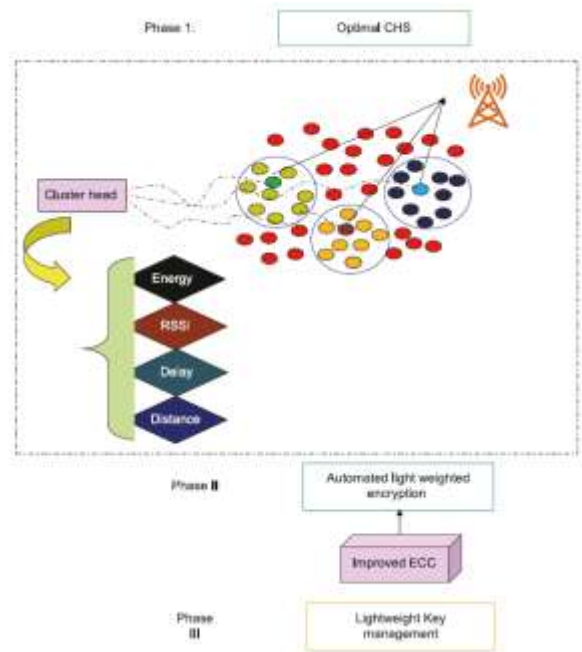 Phase 1:
Optimal CHS
Cluster head
Energy
RSSI
Delay
Distance
Phase II
Automated light weighted
encryption
Improved ECC
Phase
III
Lightweight Key
management